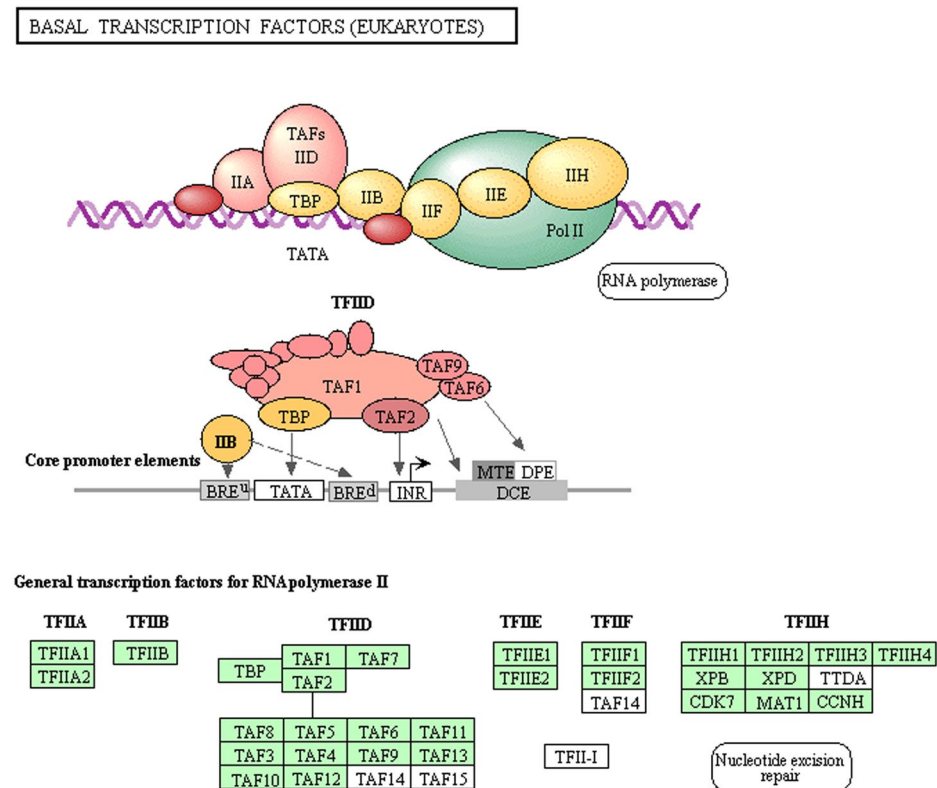 BASAL TRANSCRIPTION FACTORS (EUKARYOTES)
TAFs
IID
IIA
TBP
IIB
IIF
IIE
IIH
Pol II
TATA
RNA polymerase
TFIID
TAF1
TAF9
TAF6
TBP
TAF2
IIB
Core promoter elements
MTE DPE
BREu TATA BREd INR DCE
General transcription factors for RNA polymerase II
TFIIA TFIIB TFIID TFIIE TFIIF TFIIH
TFIIA1
TFIIA2
TFIIB
TBP
TAF1 TAF7
TAF2
TAF8 TAF5 TAF6 TAF11
TAF3 TAF4 TAF9 TAF13
TAF10 TAF12 TAF14 TAF15
TFIIE1
TFIIE2
TFIIF1
TFIIF2
TAF14
TFII-I
TFIIH1 TFIIH2 TFIIH3 TFIIH4
XPB XPD TTDA
CDK7 MAT1 CCNH
Nucleotide excision
repair